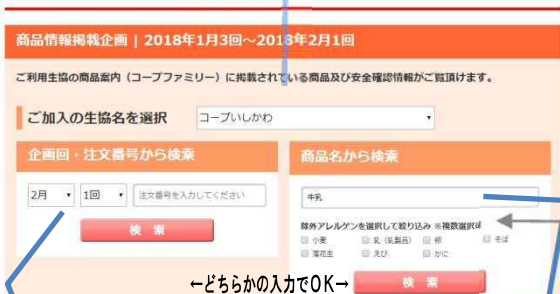 商品情報掲載企画 | 2018年1月3回～2018年2月1回
ご利用生協の商品案内（コープファミリー）に掲載されている商品及び安全確認情報がご覧頂けます。
ご加入の生協名を選択
コープいしかわ
企画回・注文番号から検索
2月
1回
注文番号を入力してください
検 索
商品名から検索
牛乳
除外アレルゲンを選択して絞り込み ※複数選択可
小麦
乳（乳製品）
卵
そば
落花生
えび
かに
検 索
←どちらかの入力でOK→